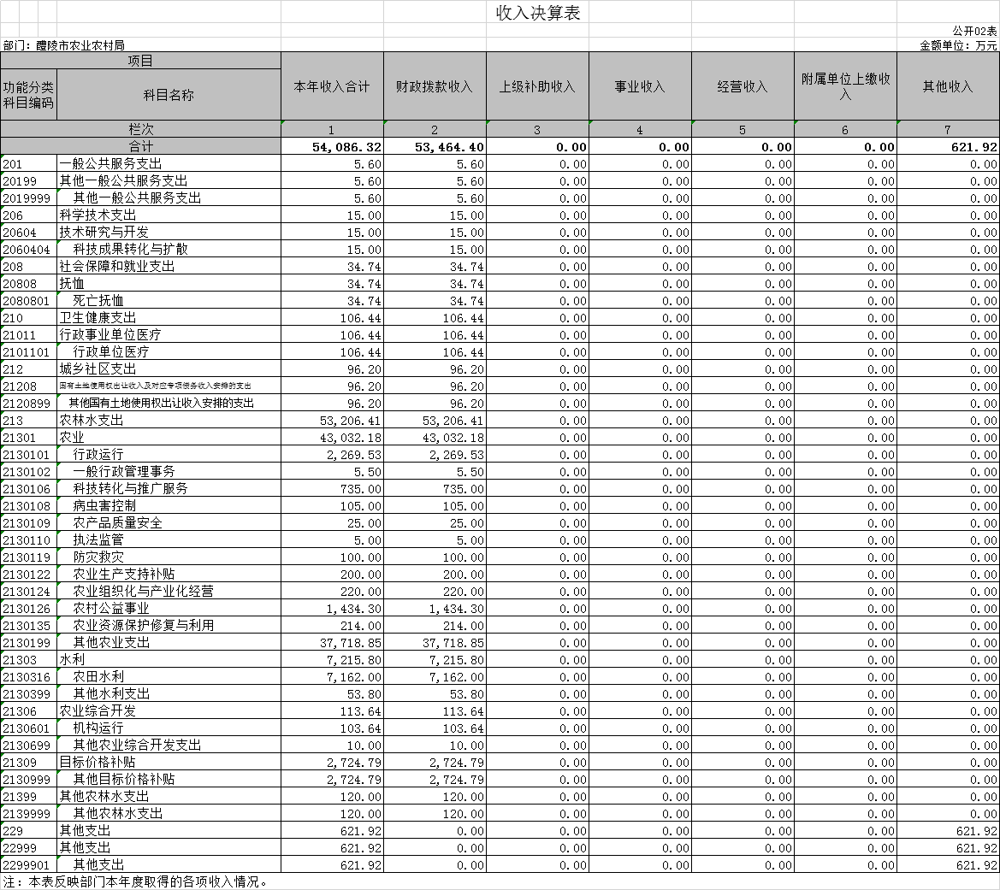 收入决算表
公开02表
部门：醴陵市农业农村局 金额单位：万元
项目 本年收入合计 财政拨款收入 上级补助收入 事业收入 经营收入 附属单位上缴收入 其他收入
功能分类科目编码 科目名称
栏次 1 2 3 4 5 6 7
合计 54,086.32 53,464.40 0.00 0.00 0.00 0.00 621.92
201 一般公共服务支出 5.60 5.60 0.00 0.00 0.00 0.00 0.00
20199 其他一般公共服务支出 5.60 5.60 0.00 0.00 0.00 0.00 0.00
2019999 其他一般公共服务支出 5.60 5.60 0.00 0.00 0.00 0.00 0.00
206 科学技术支出 15.00 15.00 0.00 0.00 0.00 0.00 0.00
20604 技术研究与开发 15.00 15.00 0.00 0.00 0.00 0.00 0.00
2060404 科技成果转化与扩散 15.00 15.00 0.00 0.00 0.00 0.00 0.00
208 社会保障和就业支出 34.74 34.74 0.00 0.00 0.00 0.00 0.00
20808 抚恤 34.74 34.74 0.00 0.00 0.00 0.00 0.00
2080801 死亡抚恤 34.74 34.74 0.00 0.00 0.00 0.00 0.00
210 卫生健康支出 106.44 106.44 0.00 0.00 0.00 0.00 0.00
21011 行政事业单位医疗 106.44 106.44 0.00 0.00 0.00 0.00 0.00
2101101 行政单位医疗 106.44 106.44 0.00 0.00 0.00 0.00 0.00
212 城乡社区支出 96.20 96.20 0.00 0.00 0.00 0.00 0.00
21208 国有土地使用权出让收入及对应专项债务收入安排的支出 96.20 96.20 0.00 0.00 0.00 0.00 0.00
2120899 其他国有土地使用权出让收入安排的支出 96.20 96.20 0.00 0.00 0.00 0.00 0.00
213 农林水支出 53,206.41 53,206.41 0.00 0.00 0.00 0.00 0.00
21301 农业 43,032.18 43,032.18 0.00 0.00 0.00 0.00 0.00
2130101 行政运行 2,269.53 2,269.53 0.00 0.00 0.00 0.00 0.00
2130102 一般行政管理事务 5.50 5.50 0.00 0.00 0.00 0.00 0.00
2130106 科技转化与推广服务 735.00 735.00 0.00 0.00 0.00 0.00 0.00
2130108 病虫害控制 105.00 105.00 0.00 0.00 0.00 0.00 0.00
2130109 农产品质量安全 25.00 25.00 0.00 0.00 0.00 0.00 0.00
2130110 执法监管 5.00 5.00 0.00 0.00 0.00 0.00 0.00
2130119 防灾救灾 100.00 100.00 0.00 0.00 0.00 0.00 0.00
2130122 农业生产支持补贴 200.00 200.00 0.00 0.00 0.00 0.00 0.00
2130124 农业组织化与产业化经营 220.00 220.00 0.00 0.00 0.00 0.00 0.00
2130126 农村公益事业 1,434.30 1,434.30 0.00 0.00 0.00 0.00 0.00
2130135 农业资源保护修复与利用 214.00 214.00 0.00 0.00 0.00 0.00 0.00
2130199 其他农业支出 37,718.85 37,718.85 0.00 0.00 0.00 0.00 0.00
21303 水利 7,215.80 7,215.80 0.00 0.00 0.00 0.00 0.00
2130316 农田水利 7,162.00 7,162.00 0.00 0.00 0.00 0.00 0.00
2130399 其他水利支出 53.80 53.80 0.00 0.00 0.00 0.00 0.00
21306 农业综合开发 113.64 113.64 0.00 0.00 0.00 0.00 0.00
2130601 机构运行 103.64 103.64 0.00 0.00 0.00 0.00 0.00
2130699 其他农业综合开发支出 10.00 10.00 0.00 0.00 0.00 0.00 0.00
21309 目标价格补贴 2,724.79 2,724.79 0.00 0.00 0.00 0.00 0.00
2130999 其他目标价格补贴 2,724.79 2,724.79 0.00 0.00 0.00 0.00 0.00
21399 其他农林水支出 120.00 120.00 0.00 0.00 0.00 0.00 0.00
2139999 其他农林水支出 120.00 120.00 0.00 0.00 0.00 0.00 0.00
229 其他支出 621.92 0.00 0.00 0.00 0.00 0.00 621.92
22999 其他支出 621.92 0.00 0.00 0.00 0.00 0.00 621.92
2299901 其他支出 621.92 0.00 0.00 0.00 0.00 0.00 621.92
注：本表反映部门本年度取得的各项收入情况。